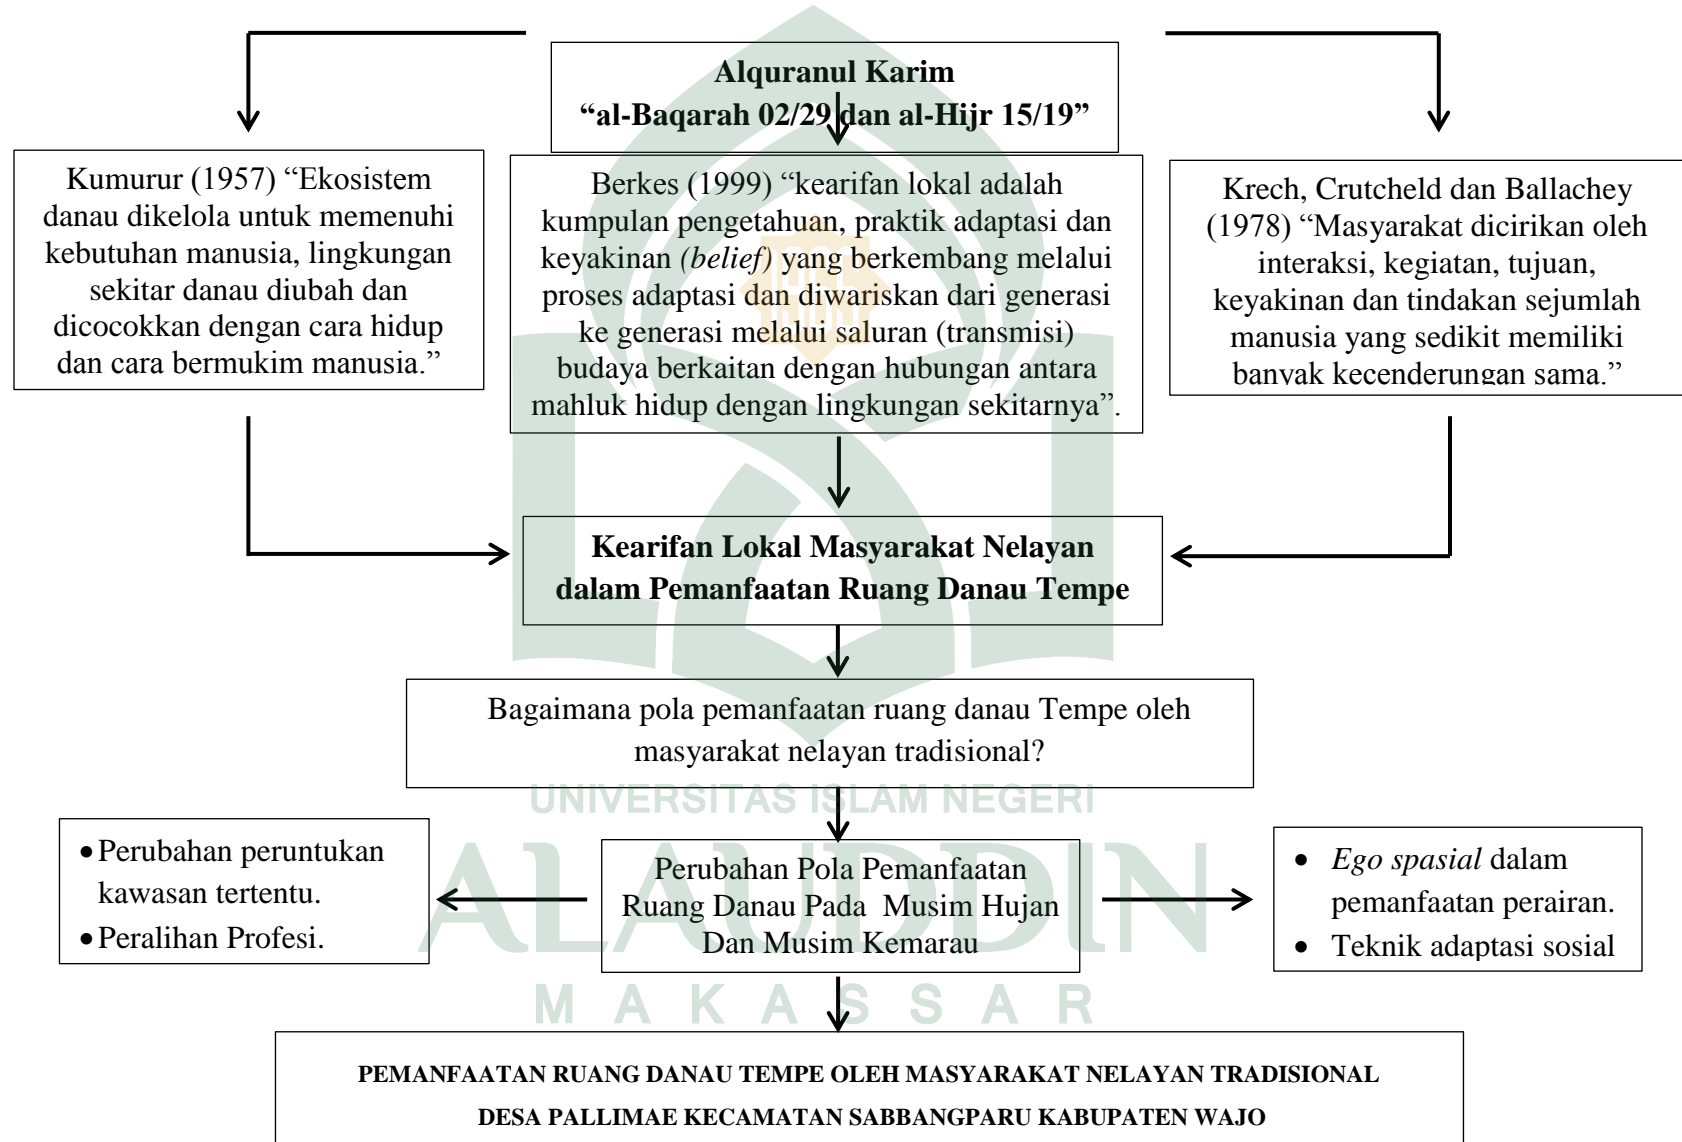 Alquranul Karim
“al-Baqarah 02/29 dan al-Hijr 15/19”
Kumurur (1957) “Ekosistem
danau dikelola untuk memenuhi
kebutuhan manusia, lingkungan
sekitar danau diubah dan
dicocokkan dengan cara hidup
dan cara bermukim manusia.”
Berkes (1999) “kearifan lokal adalah
kumpulan pengetahuan, praktik adaptasi dan
keyakinan (belief) yang berkembang melalui
proses adaptasi dan diwariskan dari generasi
ke generasi melalui saluran (transmisi)
budaya berkaitan dengan hubungan antara
mahluk hidup dengan lingkungan sekitarnya”.
Krech, Crutcheld dan Ballachey
(1978) “Masyarakat dicirikan oleh
interaksi, kegiatan, tujuan,
keyakinan dan tindakan sejumlah
manusia yang sedikit memiliki
banyak kecenderungan sama.”
Kearifan Lokal Masyarakat Nelayan
dalam Pemanfaatan Ruang Danau Tempe
Bagaimana pola pemanfaatan ruang danau Tempe oleh
masyarakat nelayan tradisional?
UNIVERSITAS ISLAM NEGERI
ALAUDDIN
MAKASSAR
• Perubahan peruntukan
kawasan tertentu.
• Peralihan Profesi.
Perubahan Pola Pemanfaatan
Ruang Danau Pada Musim Hujan
Dan Musim Kemarau
• Ego spasial dalam
pemanfaatan perairan.
• Teknik adaptasi sosial
PEMANFAATAN RUANG DANAU TEMPE OLEH MASYARAKAT NELAYAN TRADISIONAL
DESA PALLIMAE KECAMATAN SABBANGPARU KABUPATEN WAJO